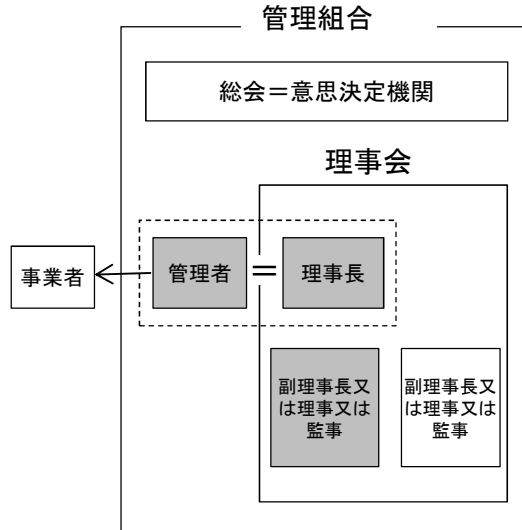 管理組合
総会＝意思決定機関
理事会
事業者
管理者
＝
理事長
副理事長又
は理事又は
監事
副理事長又
は理事又は
監事